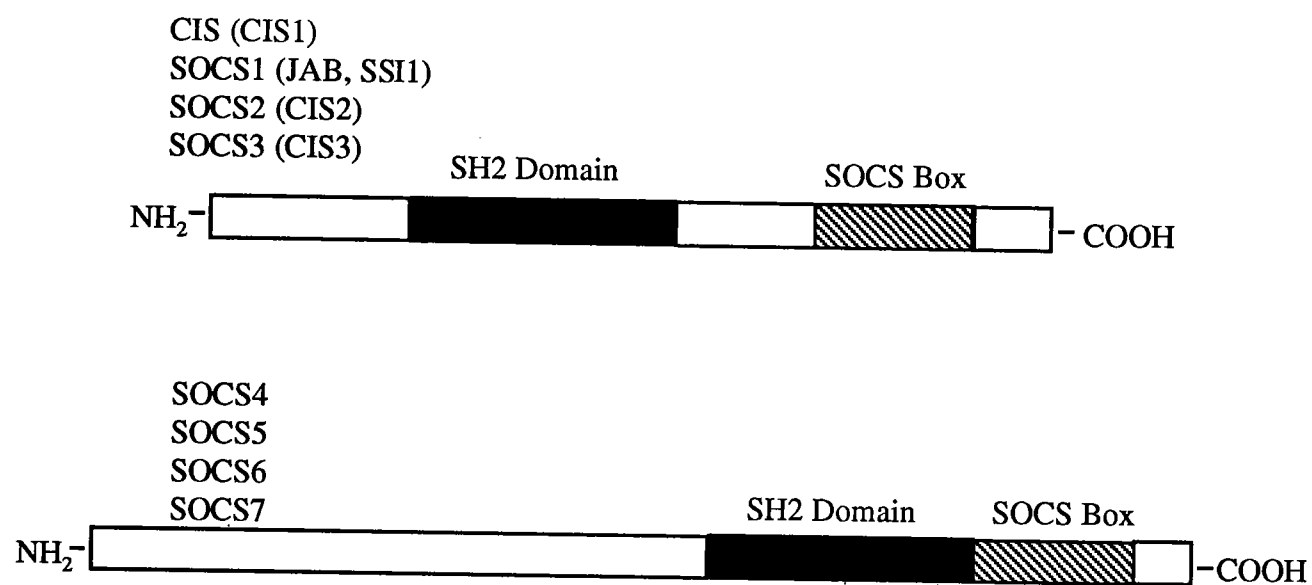 CIS (CIS1)
SOCS1 (JAB, SSI1)
SOCS2 (CIS2)
SOCS3 (CIS3)
SH2 Domain
SOCS Box
NH2
COOH
SOCS4
SOCS5
SOCS6
SOCS7
SH2 Domain
SOCS Box
NH2
COOH